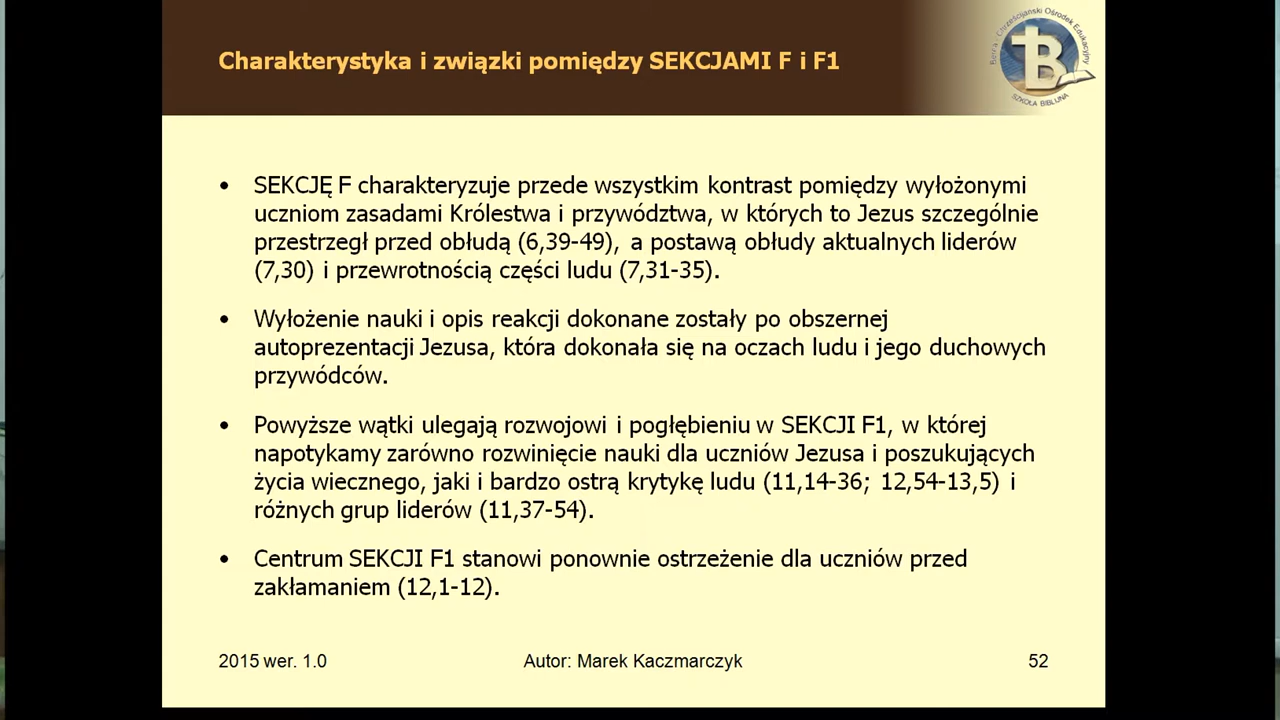 Charakterystyka i związki pomiędzy SEKCJAMI F i F1
Berea - Chrześcijański Ośrodek Edukacyjny
SZKOŁA BIBLIJNA
• SEKCJĘ F charakteryzuje przede wszystkim kontrast pomiędzy wyłożonymi
uczniom zasadami Królestwa i przywództwa, w których to Jezus szczególnie
przestrzegł przed obłudą (6,39-49), a postawą obłudy aktualnych liderów
(7,30) i przewrotnością części ludu (7,31-35).
• Wyłożenie nauki i opis reakcji dokonane zostały po obszernej
autoprezentacji Jezusa, która dokonała się na oczach ludu i jego duchowych
przywódców.
• Powyższe wątki ulegają rozwojowi i pogłębieniu w SEKCJI F1, w której
napotykamy zarówno rozwinięcie nauki dla uczniów Jezusa i poszukujących
życia wiecznego, jaki i bardzo ostrą krytykę ludu (11,14-36; 12,54-13,5) i
różnych grup liderów (11,37-54).
• Centrum SEKCJI F1 stanowi ponownie ostrzeżenie dla uczniów przed
zakłamaniem (12,1-12).
2015 wer. 1.0
Autor: Marek Kaczmarczyk
52